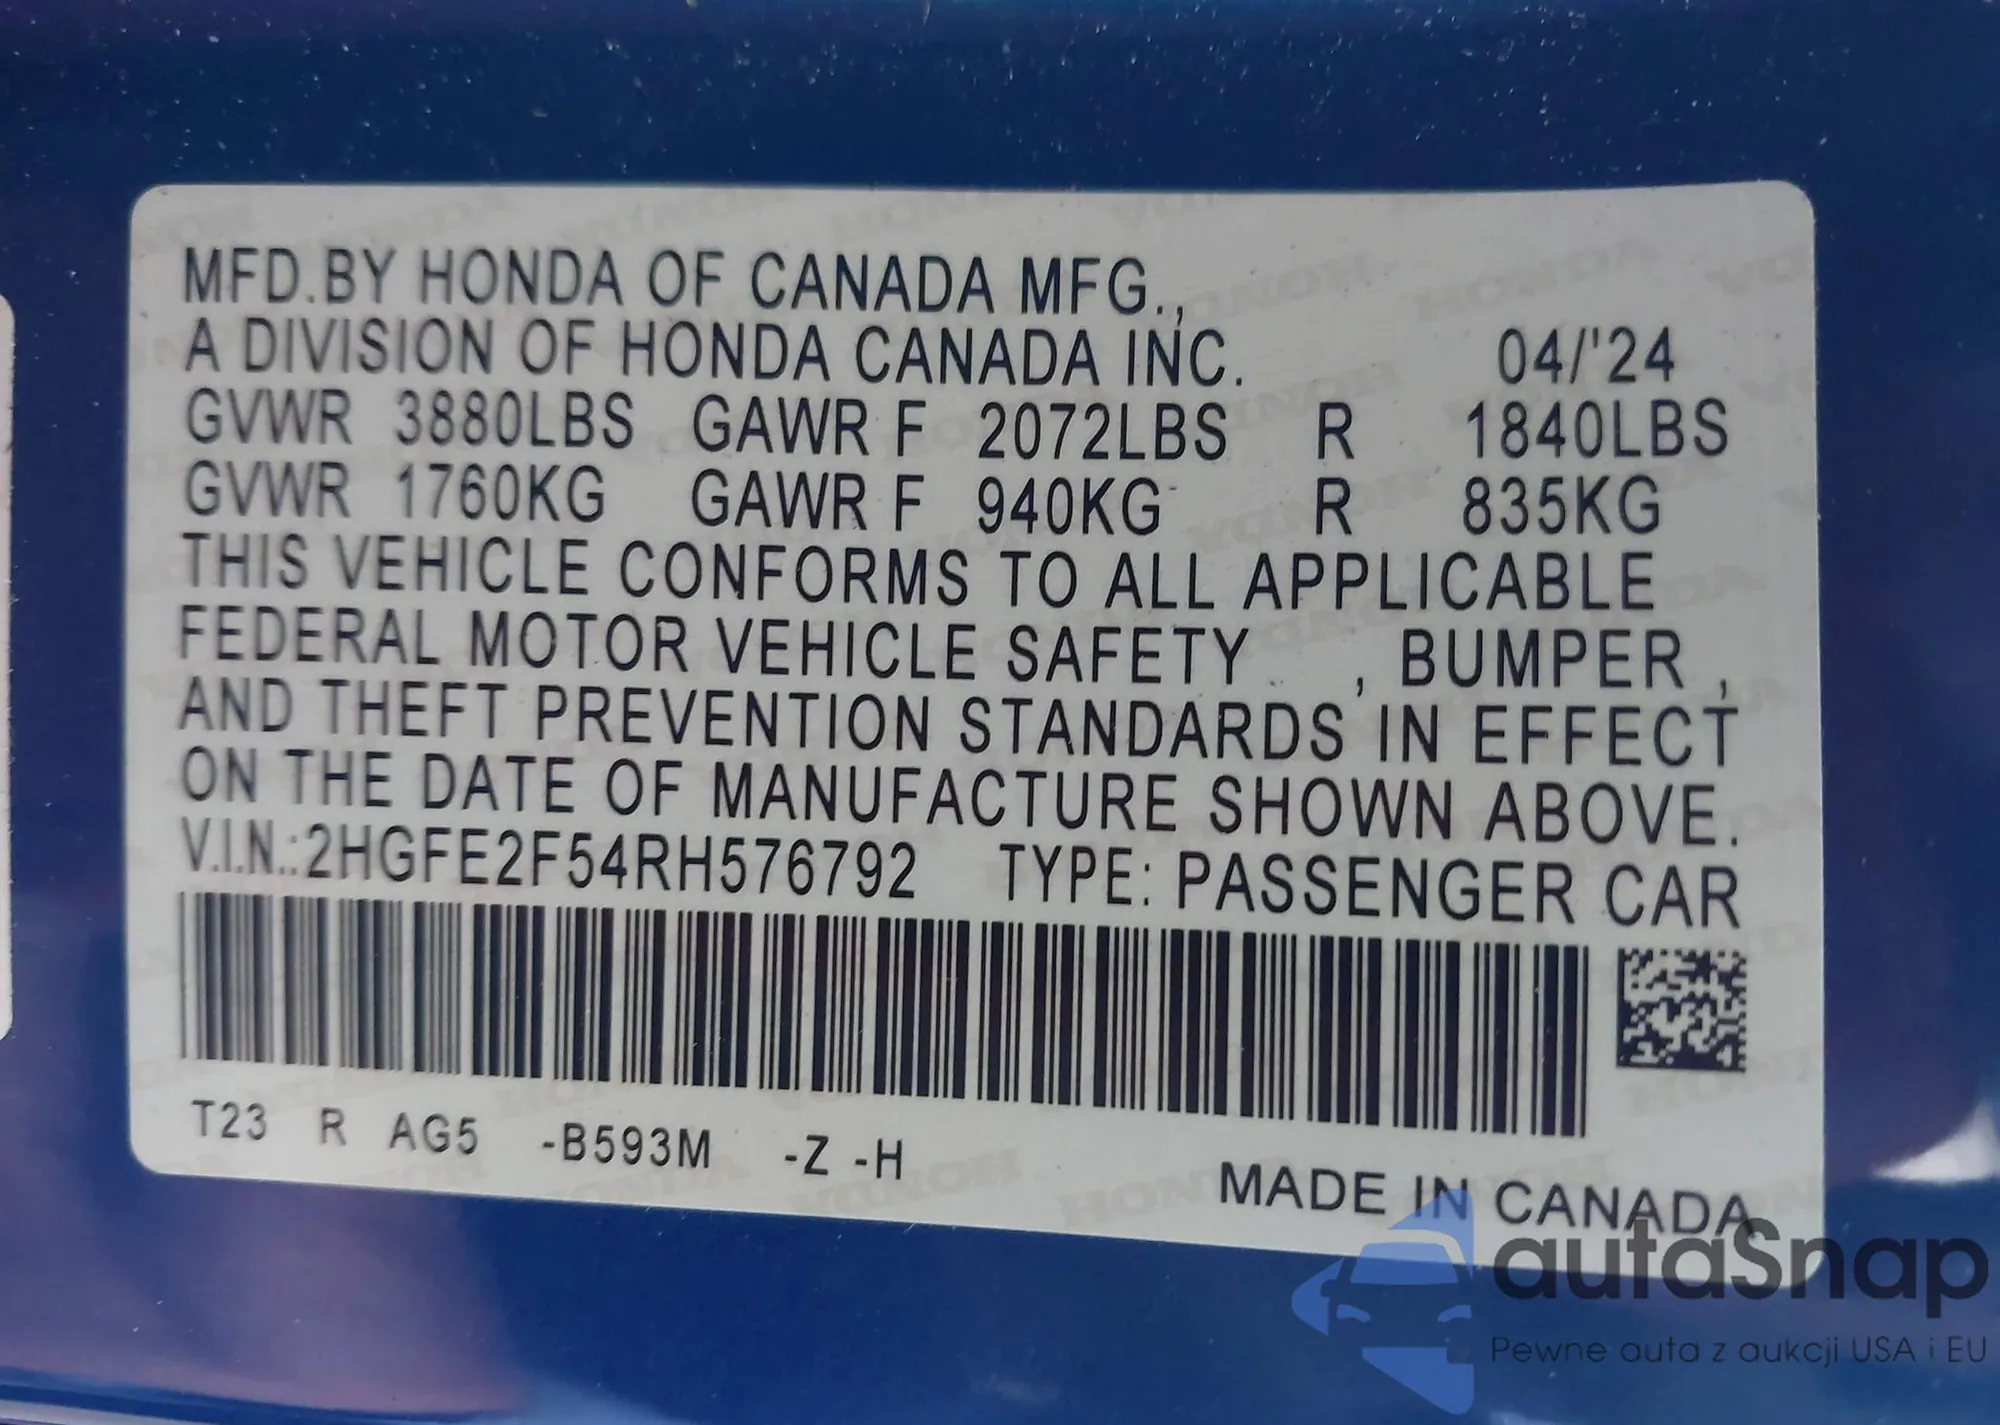 MFD.BY HONDA OF CANADA MFG.,
A DIVISION OF HONDA CANADA INC. 04/'24
GVWR 3880LBS GAWR F 2072LBS R 1840LBS
GVWR 1760KG GAWR F 940KG R 835KG
THIS VEHICLE CONFORMS TO ALL APPLICABLE
FEDERAL MOTOR VEHICLE SAFETY , BUMPER ,
AND THEFT PREVENTION STANDARDS IN EFFECT
ON THE DATE OF MANUFACTURE SHOWN ABOVE.
V.I.N.:2HGFE2F54RH576792 TYPE: PASSENGER CAR
T23 R AG5 -B593M -Z -H
MADE IN CANADA
autaSnap
Pewne auta z aukcji USA i EU